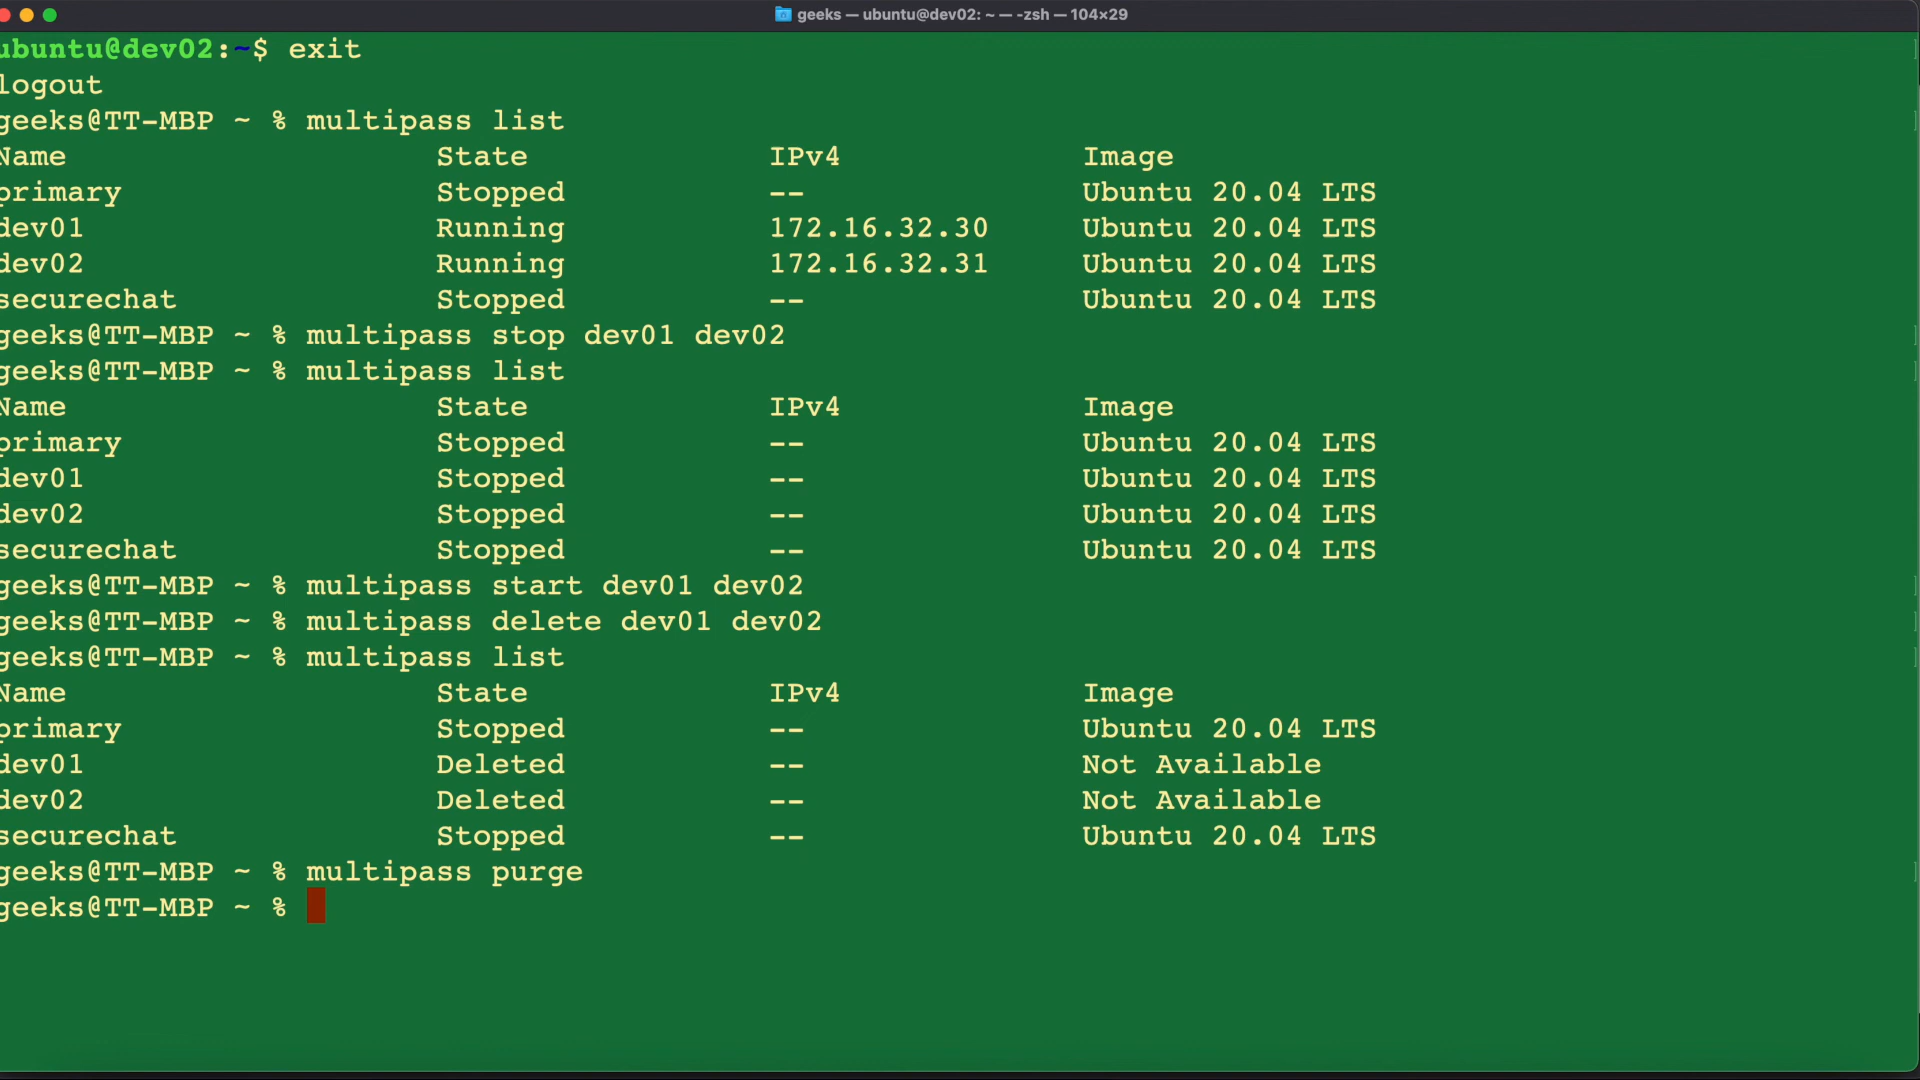 geeks — ubuntu@dev02: ~ — -zsh — 104×29
ubuntu@dev02:~$ exit
logout
geeks@TT-MBP ~ % multipass list
Name State IPv4 Image
primary Stopped -- Ubuntu 20.04 LTS
dev01 Running 172.16.32.30 Ubuntu 20.04 LTS
dev02 Running 172.16.32.31 Ubuntu 20.04 LTS
securechat Stopped -- Ubuntu 20.04 LTS
geeks@TT-MBP ~ % multipass stop dev01 dev02
geeks@TT-MBP ~ % multipass list
Name State IPv4 Image
primary Stopped -- Ubuntu 20.04 LTS
dev01 Stopped -- Ubuntu 20.04 LTS
dev02 Stopped -- Ubuntu 20.04 LTS
securechat Stopped -- Ubuntu 20.04 LTS
geeks@TT-MBP ~ % multipass start dev01 dev02
geeks@TT-MBP ~ % multipass delete dev01 dev02
geeks@TT-MBP ~ % multipass list
Name State IPv4 Image
primary Stopped -- Ubuntu 20.04 LTS
dev01 Deleted -- Not Available
dev02 Deleted -- Not Available
securechat Stopped -- Ubuntu 20.04 LTS
geeks@TT-MBP ~ % multipass purge
geeks@TT-MBP ~ %